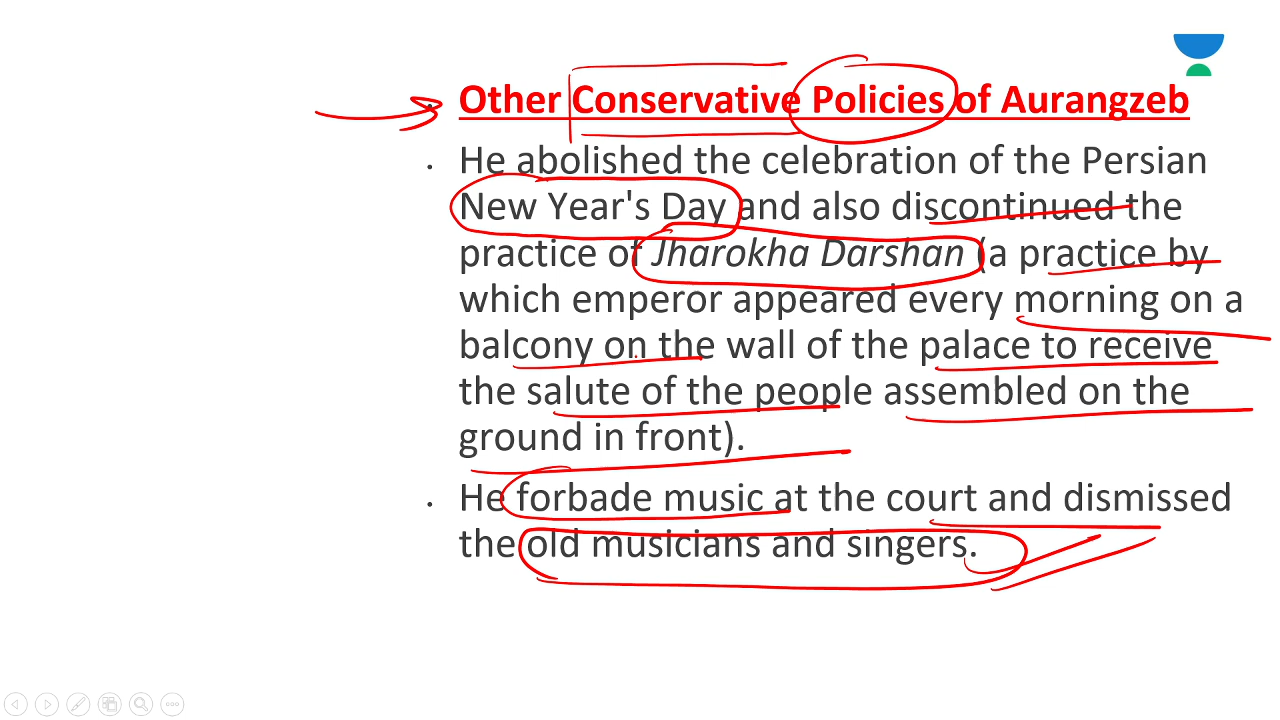 Other Conservative Policies of Aurangzeb
He abolished the celebration of the Persian
New Year's Day and also discontinued the
practice of Jharokha Darshan (a practice by
which emperor appeared every morning on a
balcony on the wall of the palace to receive
the salute of the people assembled on the
ground in front).
He forbade music at the court and dismissed
the old musicians and singers.